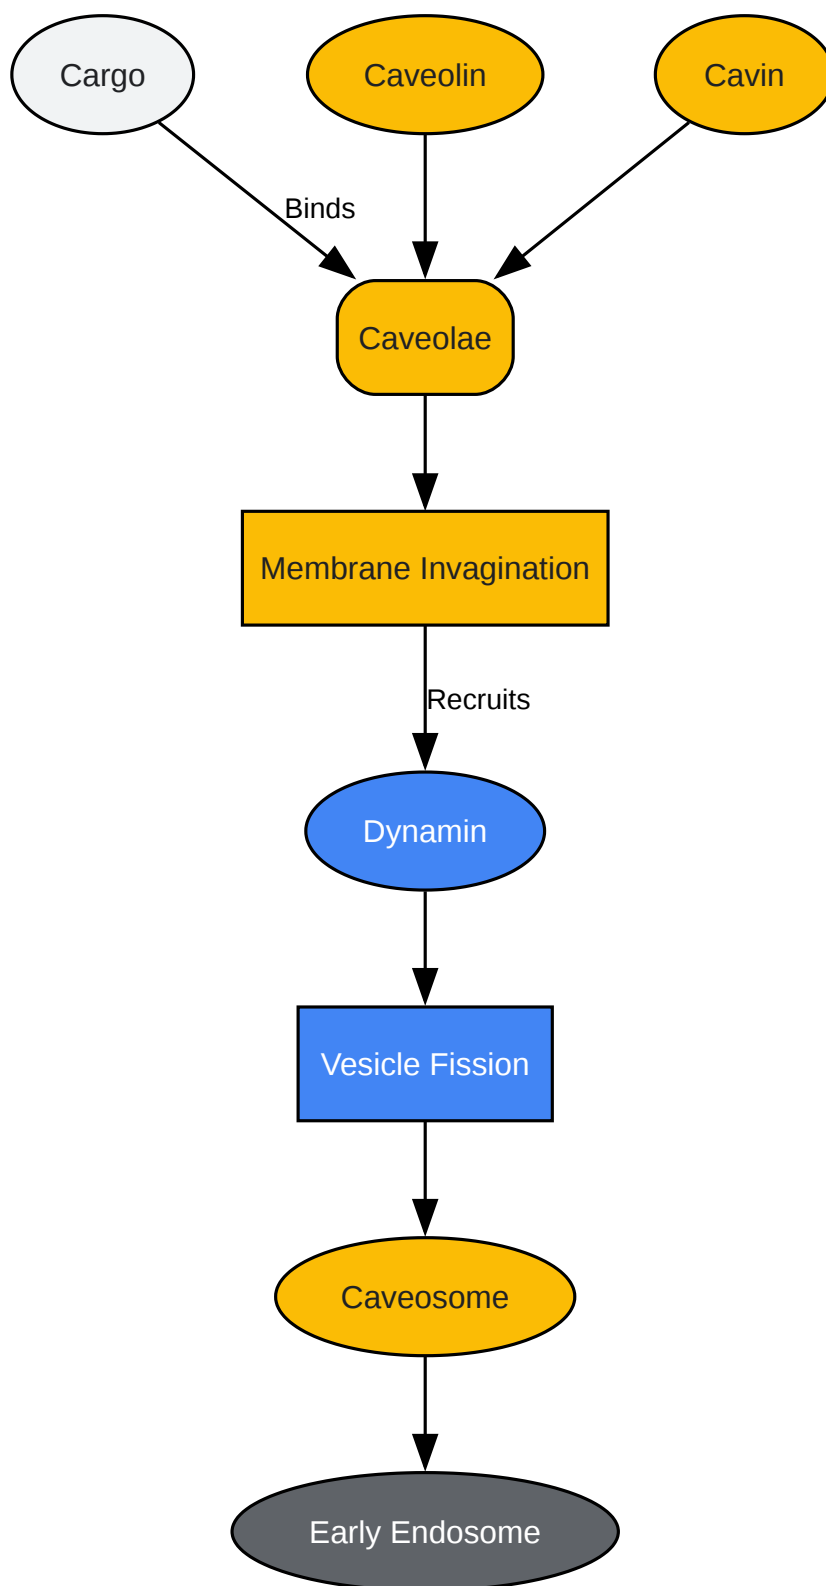 Cargo
Caveolin
Cavin
Binds
Caveolae
Membrane Invagination
Recruits
Dynamin
Vesicle Fission
Caveosome
Early Endosome